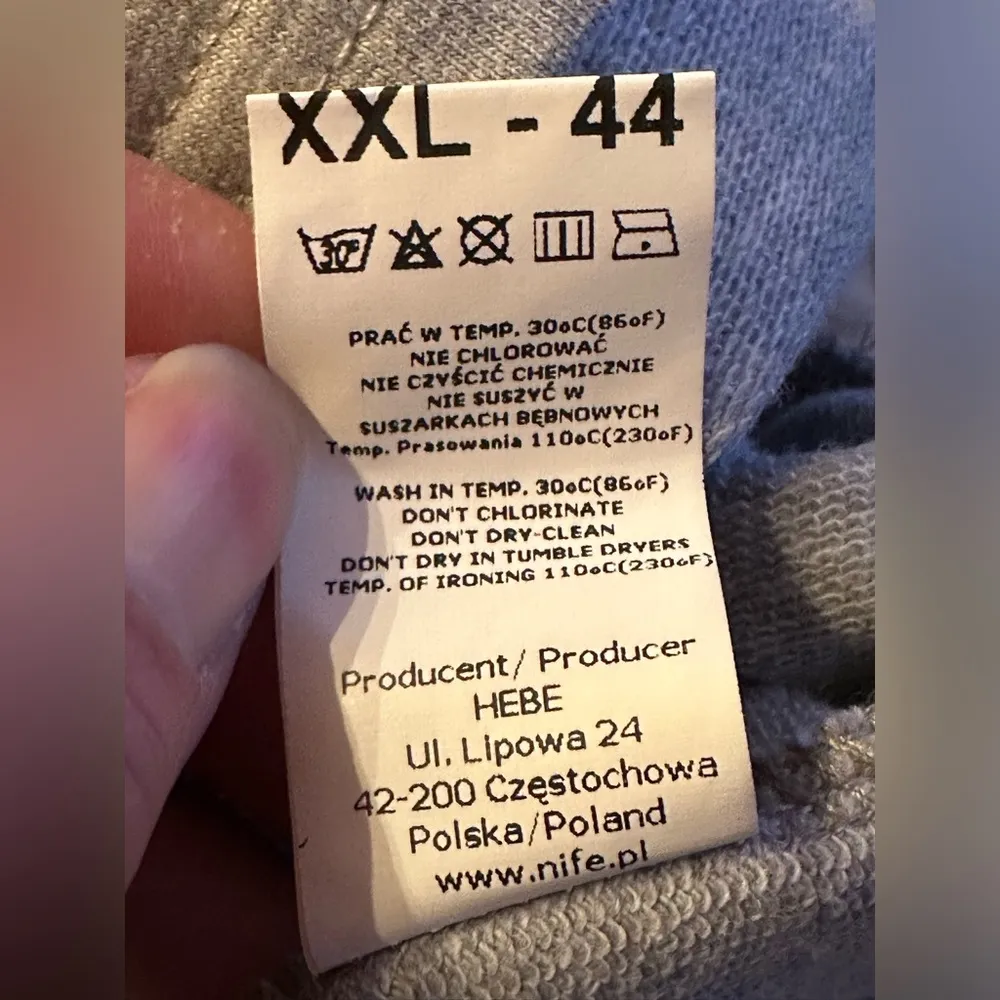 XXL - 44
30°
PRAĆ W TEMP. 30oC(86oF)
NIE CHLOROWAĆ
NIE CZYŚCIĆ CHEMICZNIE
NIE SUSZYĆ W
SUSZARKACH BĘBNOWYCH
Temp. Prasowania 110oC(230oF)
WASH IN TEMP. 30oC(86oF)
DON'T CHLORINATE
DON'T DRY-CLEAN
DON'T DRY IN TUMBLE DRYERS
TEMP. OF IRONING 110oC(230oF)
Producent/ Producer
HEBE
Ul. Lipowa 24
42-200 Częstochowa
Polska/Poland
www.nife.pl